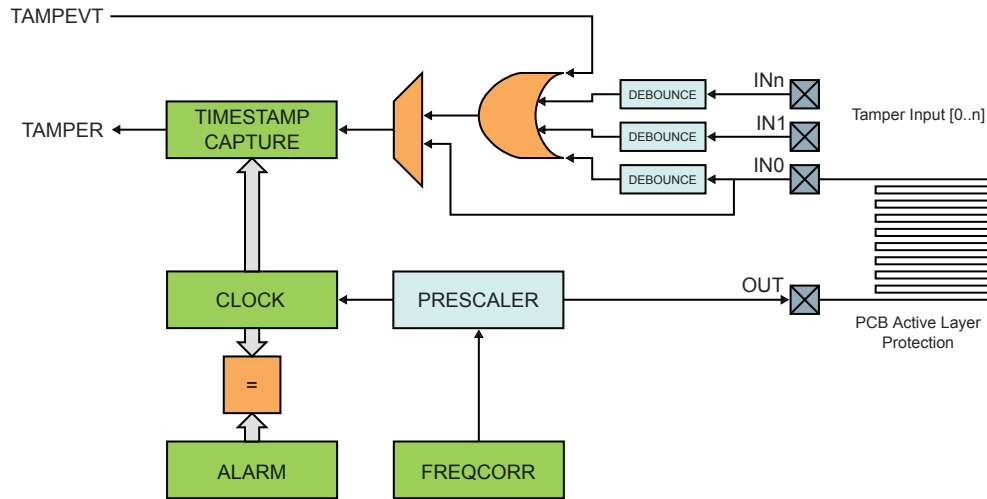 TAMPEVT
INn
DEBOUNCE
Tamper Input [0..n]
TAMPER
TIMESTAMP
CAPTURE
IN1
DEBOUNCE
IN0
DEBOUNCE
CLOCK
PRESCALER
OUT
PCB Active Layer
Protection
=
ALARM
FREQCORR